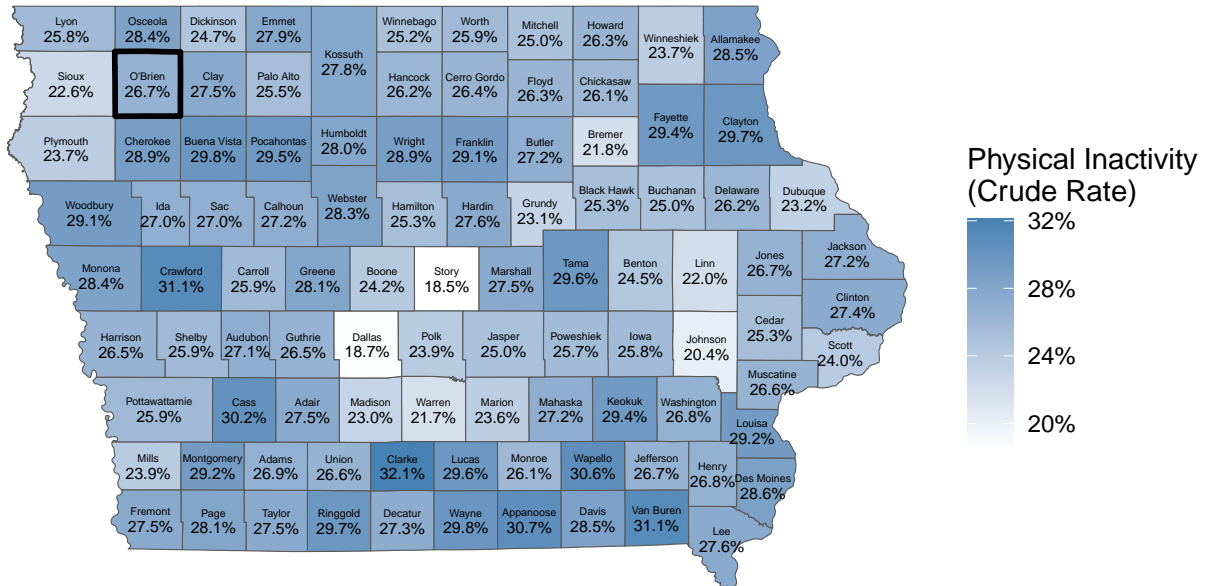 Lyon
25.8%
Osceola
28.4%
Dickinson
24.7%
Emmet
27.9%
Kossuth
27.8%
Winnebago
25.2%
Worth
25.9%
Mitchell
25.0%
Howard
26.3%
Winneshiek
23.7%
Allamakee
28.5%
Sioux
22.6%
O'Brien
26.7%
Clay
27.5%
Palo Alto
25.5%
Hancock
26.2%
Cerro Gordo
26.4%
Floyd
26.3%
Chickasaw
26.1%
Plymouth
23.7%
Cherokee
28.9%
Buena Vista
29.8%
Pocahontas
29.5%
Humboldt
28.0%
Wright
28.9%
Franklin
29.1%
Butler
27.2%
Bremer
21.8%
Fayette
29.4%
Clayton
29.7%
Woodbury
29.1%
Ida
27.0%
Sac
27.0%
Calhoun
27.2%
Webster
28.3%
Hamilton
25.3%
Hardin
27.6%
Grundy
23.1%
Black Hawk
25.3%
Buchanan
25.0%
Delaware
26.2%
Dubuque
23.2%
Monona
28.4%
Crawford
31.1%
Carroll
25.9%
Greene
28.1%
Boone
24.2%
Story
18.5%
Marshall
27.5%
Tama
29.6%
Benton
24.5%
Linn
22.0%
Jones
26.7%
Jackson
27.2%
Clinton
27.4%
Harrison
26.5%
Shelby
25.9%
Audubon
27.1%
Guthrie
26.5%
Dallas
18.7%
Polk
23.9%
Jasper
25.0%
Poweshiek
25.7%
Iowa
25.8%
Johnson
20.4%
Cedar
25.3%
Scott
24.0%
Muscatine
26.6%
Pottawattamie
25.9%
Cass
30.2%
Adair
27.5%
Madison
23.0%
Warren
21.7%
Marion
23.6%
Mahaska
27.2%
Keokuk
29.4%
Washington
26.8%
Louisa
29.2%
Mills
23.9%
Montgomery
29.2%
Adams
26.9%
Union
26.6%
Clarke
32.1%
Lucas
29.6%
Monroe
26.1%
Wapello
30.6%
Jefferson
26.7%
Henry
26.8%
Des Moines
28.6%
Fremont
27.5%
Page
28.1%
Taylor
27.5%
Ringgold
29.7%
Decatur
27.3%
Wayne
29.8%
Appanoose
30.7%
Davis
28.5%
Van Buren
31.1%
Lee
27.6%
Physical Inactivity
(Crude Rate)
32%
28%
24%
20%